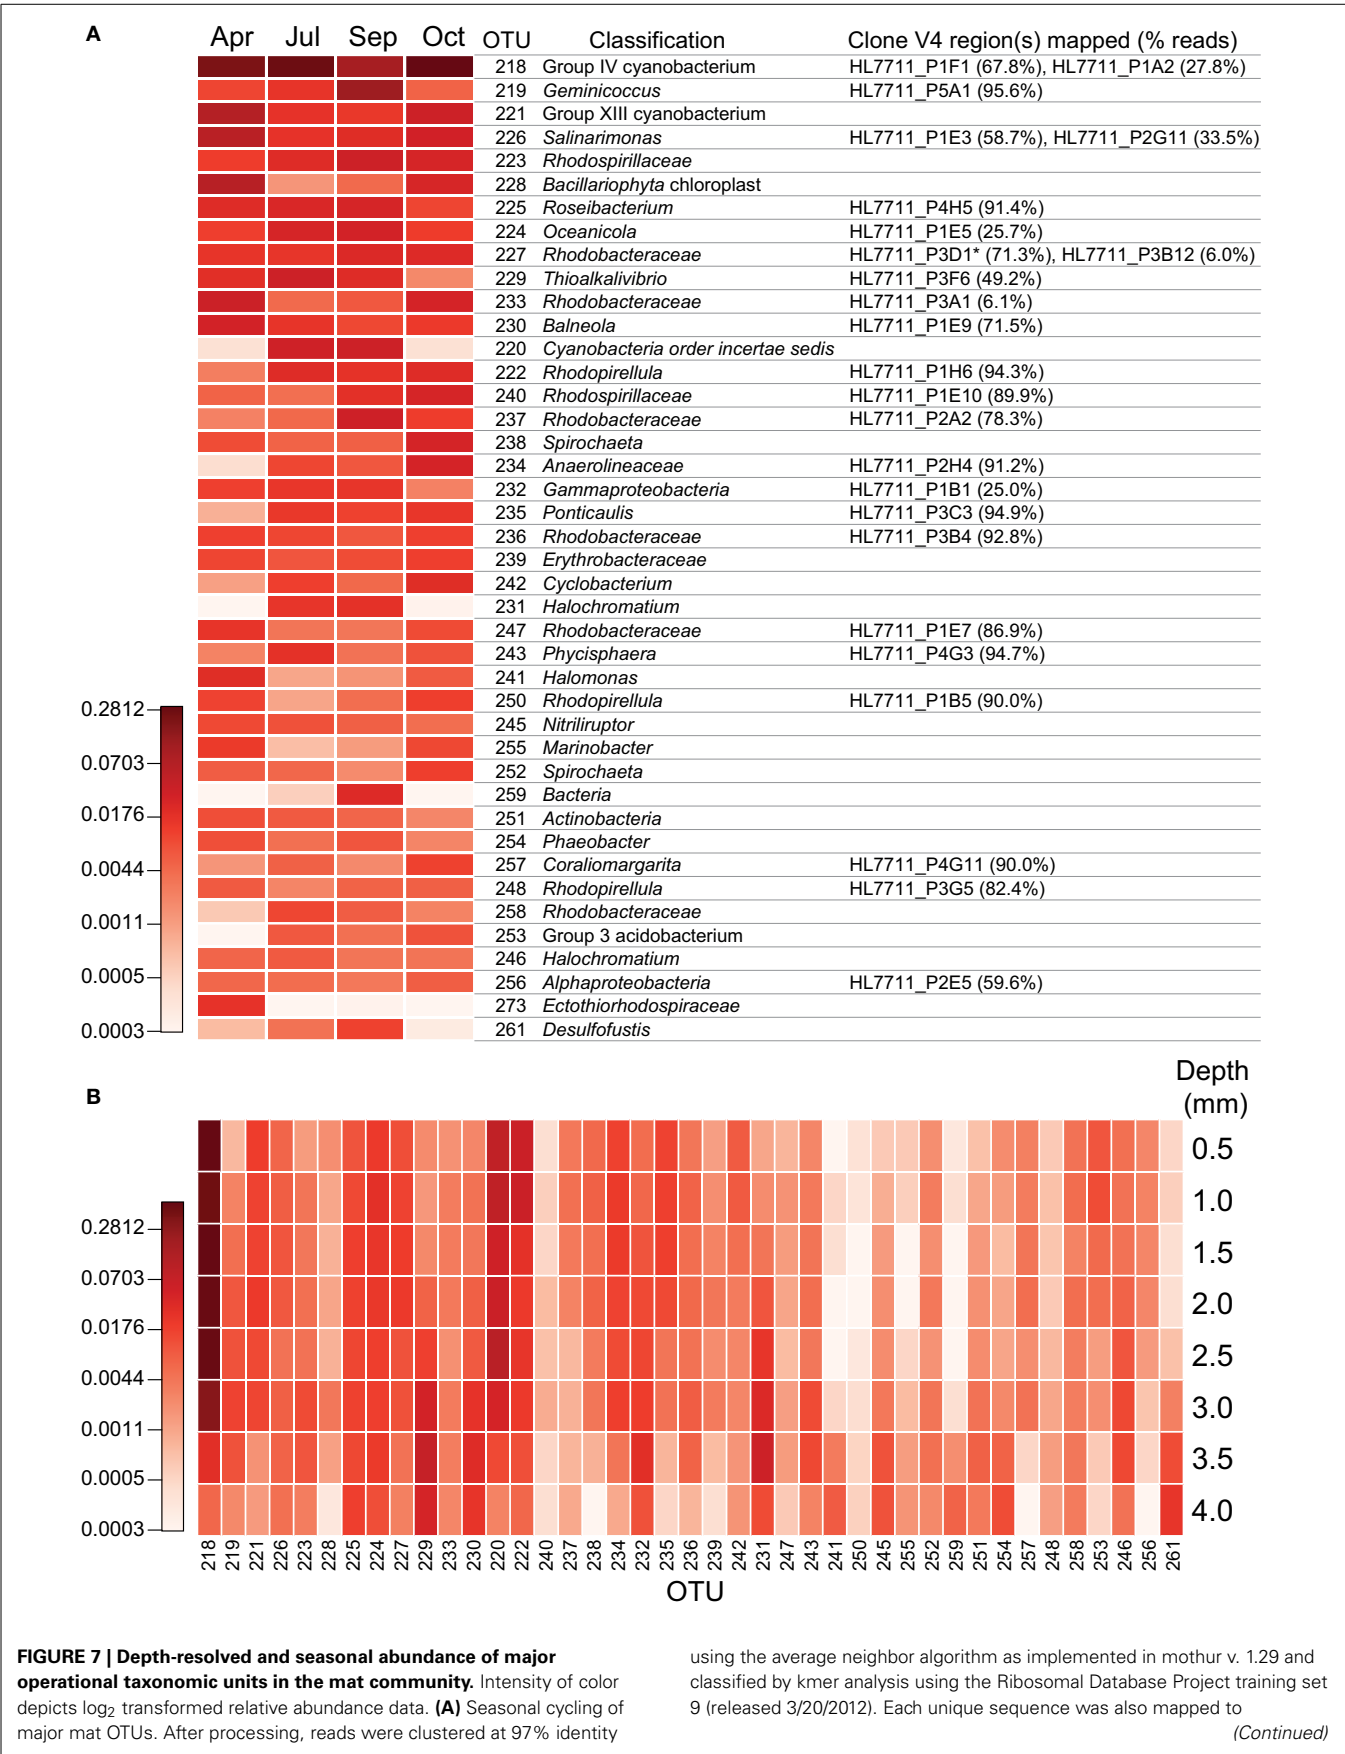 A
Apr Jul Sep Oct OTU Classification Clone V4 region(s) mapped (% reads)
218 Group IV cyanobacterium HL7711_P1F1 (67.8%), HL7711_P1A2 (27.8%)
219 Geminicoccus HL7711_P5A1 (95.6%)
221 Group XIII cyanobacterium
226 Salinarimonas HL7711_P1E3 (58.7%), HL7711_P2G11 (33.5%)
223 Rhodospirillaceae
228 Bacillariophyta chloroplast
225 Roseibacterium HL7711_P4H5 (91.4%)
224 Oceanicola HL7711_P1E5 (25.7%)
227 Rhodobacteraceae HL7711_P3D1* (71.3%), HL7711_P3B12 (6.0%)
229 Thioalkalivibrio HL7711_P3F6 (49.2%)
233 Rhodobacteraceae HL7711_P3A1 (6.1%)
230 Balneola HL7711_P1E9 (71.5%)
220 Cyanobacteria order incertae sedis
222 Rhodopirellula HL7711_P1H6 (94.3%)
240 Rhodospirillaceae HL7711_P1E10 (89.9%)
237 Rhodobacteraceae HL7711_P2A2 (78.3%)
238 Spirochaeta
234 Anaerolineaceae HL7711_P2H4 (91.2%)
232 Gammaproteobacteria HL7711_P1B1 (25.0%)
235 Ponticaulis HL7711_P3C3 (94.9%)
236 Rhodobacteraceae HL7711_P3B4 (92.8%)
239 Erythrobacteraceae
242 Cyclobacterium
231 Halochromatium
247 Rhodobacteraceae HL7711_P1E7 (86.9%)
243 Phycisphaera HL7711_P4G3 (94.7%)
241 Halomonas
250 Rhodopirellula HL7711_P1B5 (90.0%)
245 Nitriliruptor
255 Marinobacter
252 Spirochaeta
259 Bacteria
251 Actinobacteria
254 Phaeobacter
257 Coraliomargarita HL7711_P4G11 (90.0%)
248 Rhodopirellula HL7711_P3G5 (82.4%)
258 Rhodobacteraceae
253 Group 3 acidobacterium
246 Halochromatium
256 Alphaproteobacteria HL7711_P2E5 (59.6%)
273 Ectothiorhodospiraceae
261 Desulfofustis
0.2812
0.0703
0.0176
0.0044
0.0011
0.0005
0.0003
B
Depth
(mm)
0.5
1.0
1.5
2.0
2.5
3.0
3.5
4.0
0.2812
0.0703
0.0176
0.0044
0.0011
0.0005
0.0003
218 219 221 226 223 228 225 224 227 229 233 230 220 222 240 237 238 234 232 235 236 239 242 231 247 243 241 250 245 255 252 259 251 254 257 248 258 253 246 256 261
OTU
FIGURE 7 | Depth-resolved and seasonal abundance of major
operational taxonomic units in the mat community. Intensity of color
depicts log2 transformed relative abundance data. (A) Seasonal cycling of
major mat OTUs. After processing, reads were clustered at 97% identity
using the average neighbor algorithm as implemented in mothur v. 1.29 and
classified by kmer analysis using the Ribosomal Database Project training set
9 (released 3/20/2012). Each unique sequence was also mapped to
(Continued)